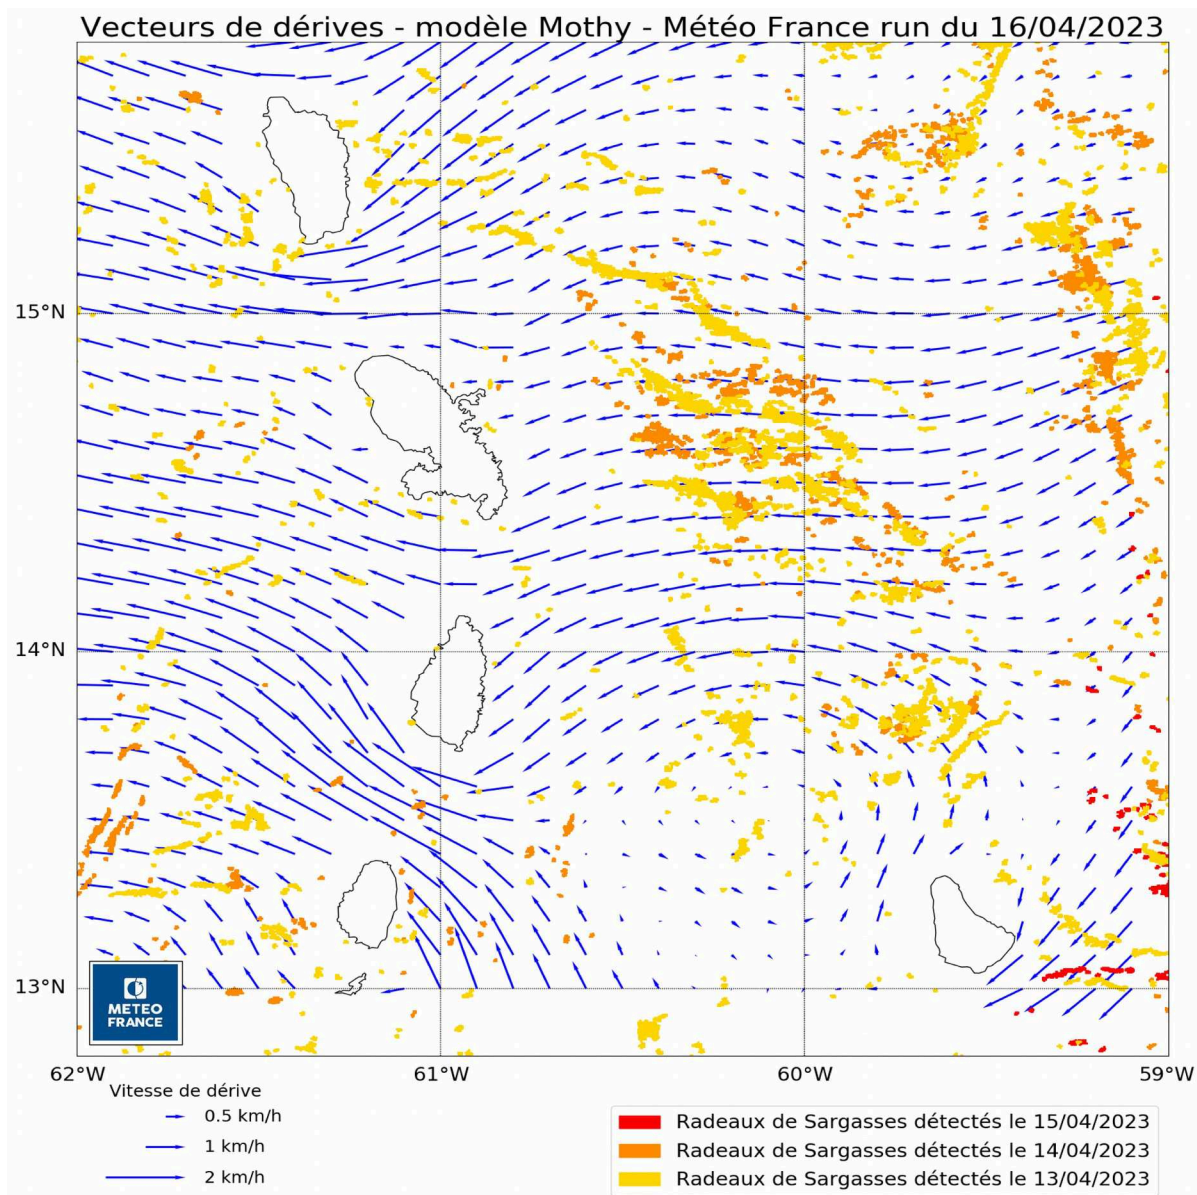 Vecteurs de dérives - modèle Mothy - Météo France run du 16/04/2023
15°N
14°N
13°N
METEO
FRANCE
62°W
61°W
60°W
59°W
Vitesse de dérive
0.5 km/h
1 km/h
2 km/h
Radeaux de Sargasses détectés le 15/04/2023
Radeaux de Sargasses détectés le 14/04/2023
Radeaux de Sargasses détectés le 13/04/2023